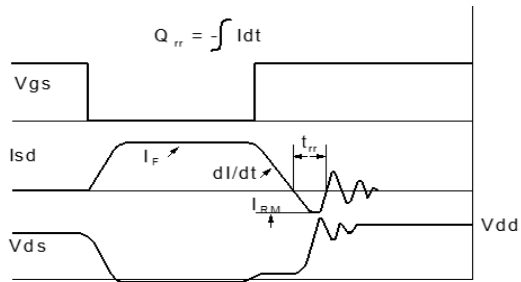 Q rr = -∫ Idt
Vgs
Isd
I F
dI/dt
t rr
I RM
Vds
Vdd